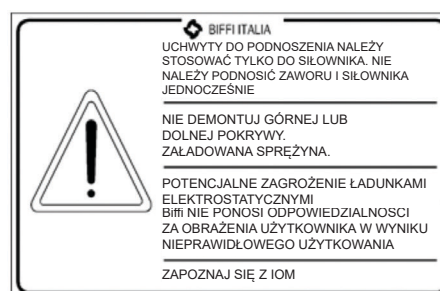 BIFFI ITALIA
UCHWYTY DO PODNOSZENIA NALEŻY
STOSOWAĆ TYLKO DO SIŁOWNIKA. NIE
NALEŻY PODNOSIĆ ZAWORU I SIŁOWNIKA
JEDNOCZEŚNIE
NIE DEMONTUJ GÓRNEJ LUB
DOLNEJ POKRYWY.
ZAŁADOWANA SPRĘŻYNA.
POTENCJALNE ZAGROŻENIE ŁADUNKAMI
ELEKTROSTATYCZNYMI
Biffi NIE PONOSI ODPOWIEDZIALNOSCI
ZA OBRAŻENIA UŻYTKOWNIKA W WYNIKU
NIEPRAWIDŁOWEGO UŻYTKOWANIA
ZAPOZNAJ SIĘ Z IOM